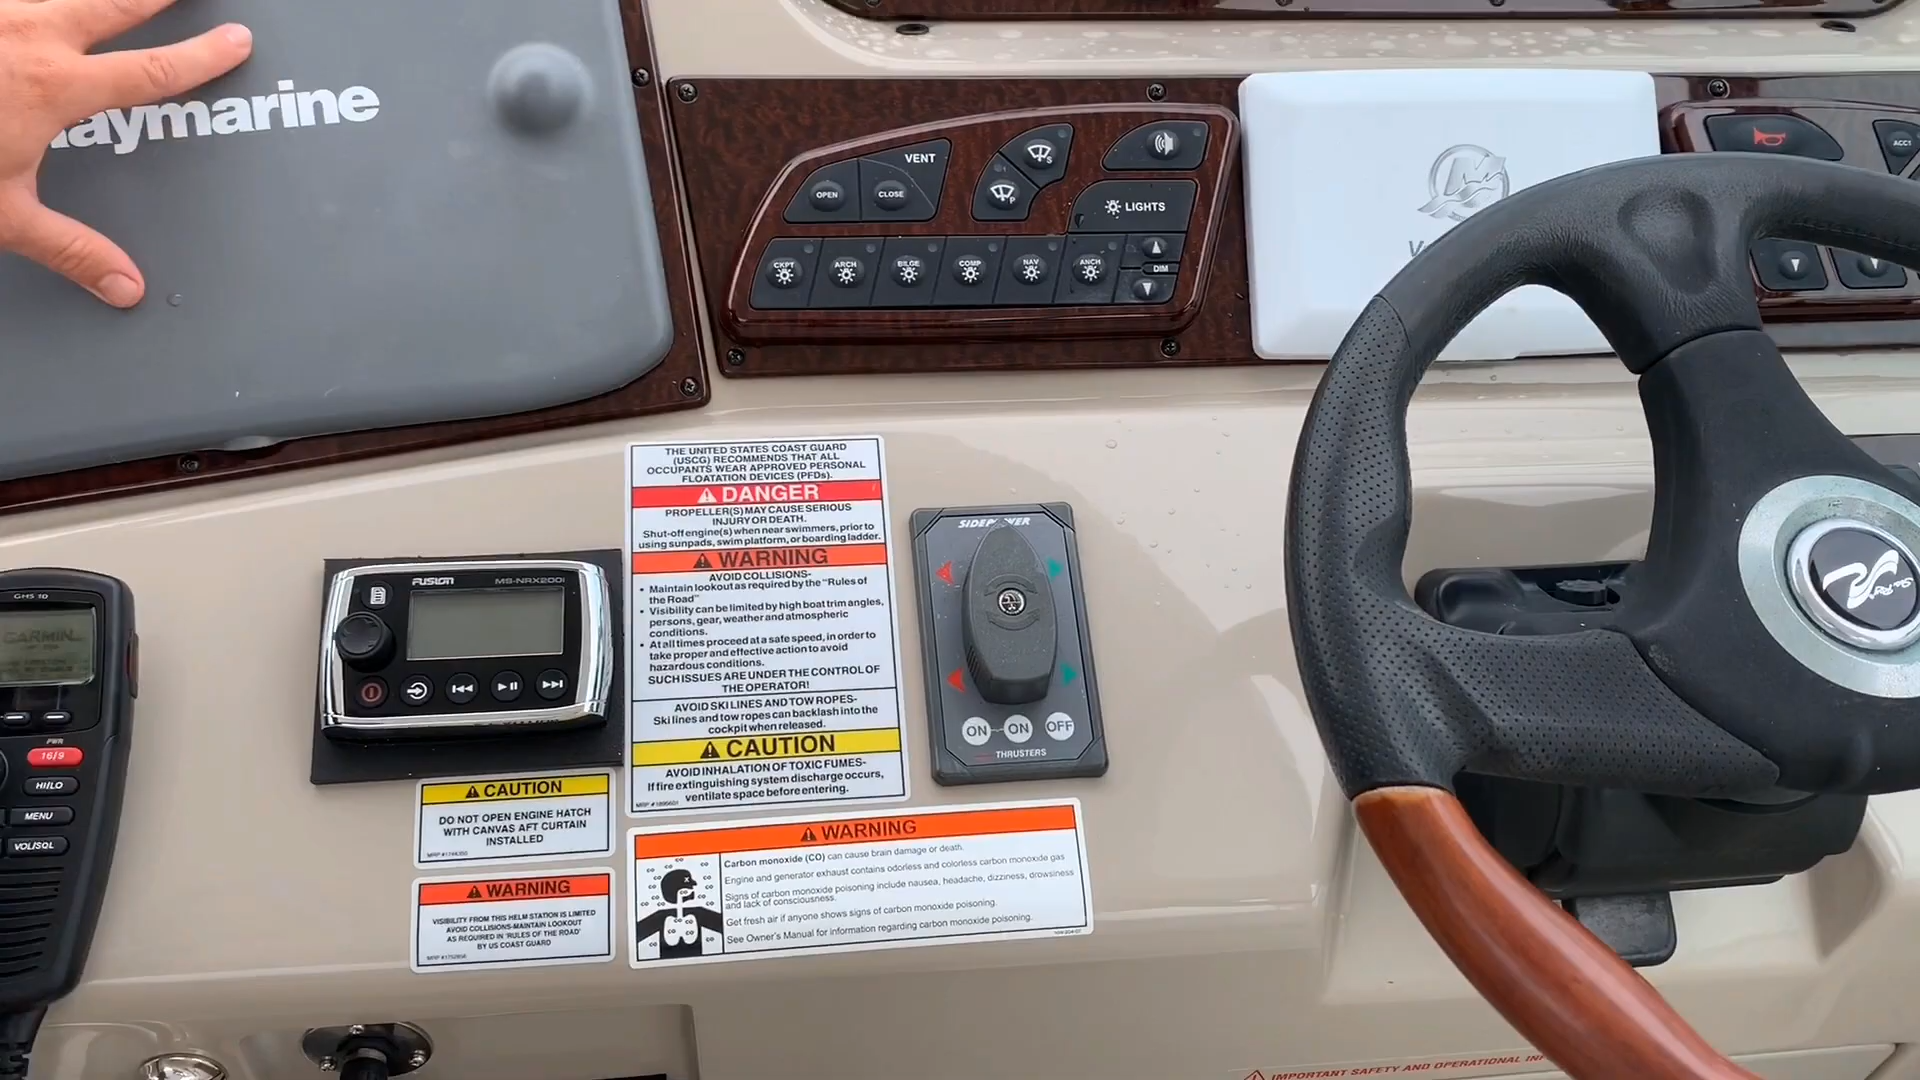 aymarine
VENT
OPEN
CLOSE
S
P
LIGHTS
CKPT
ARCH
BILGE
COMP
NAV
ANCH
DIM
ACC1
THE UNITED STATES COAST GUARD
(USCG) RECOMMENDS THAT ALL
OCCUPANTS WEAR APPROVED PERSONAL
FLOATATION DEVICES (PFDs).
DANGER
PROPELLER(S) MAY CAUSE SERIOUS
INJURY OR DEATH.
Shut-off engine(s) when near swimmers, prior to
using sunpads, swim platform, or boarding ladder.
WARNING
AVOID COLLISIONS-
• Maintain lookout as required by the "Rules of
the Road"
• Visibility can be limited by high boat trim angles,
persons, gear, weather and atmospheric
conditions.
• At all times proceed at a safe speed, in order to
take proper and effective action to avoid
hazardous conditions.
SUCH ISSUES ARE UNDER THE CONTROL OF
THE OPERATOR!
AVOID SKI LINES AND TOW ROPES-
Ski lines and tow ropes can backlash into the
cockpit when released.
CAUTION
AVOID INHALATION OF TOXIC FUMES-
If fire extinguishing system discharge occurs,
ventilate space before entering.
SIDEPOWER
ON
ON
OFF
THRUSTERS
FUSION
MS-NRX200i
GHS 10
GARMIN
PWR
16/9
HI/LO
MENU
VOL/SQL
CAUTION
DO NOT OPEN ENGINE HATCH
WITH CANVAS AFT CURTAIN
INSTALLED
WARNING
VISIBILITY FROM THIS HELM STATION IS LIMITED
AVOID COLLISIONS-MAINTAIN LOOKOUT
AS REQUIRED IN 'RULES OF THE ROAD'
BY US COAST GUARD
WARNING
Carbon monoxide (CO) can cause brain damage or death.
Engine and generator exhaust contains odorless and colorless carbon monoxide gas
Signs of carbon monoxide poisoning include nausea, headache, dizziness, drowsiness
and lack of consciousness.
Get fresh air if anyone shows signs of carbon monoxide poisoning.
See Owner's Manual for information regarding carbon monoxide poisoning.
Sea Ray
IMPORTANT SAFETY AND OPERATIONAL